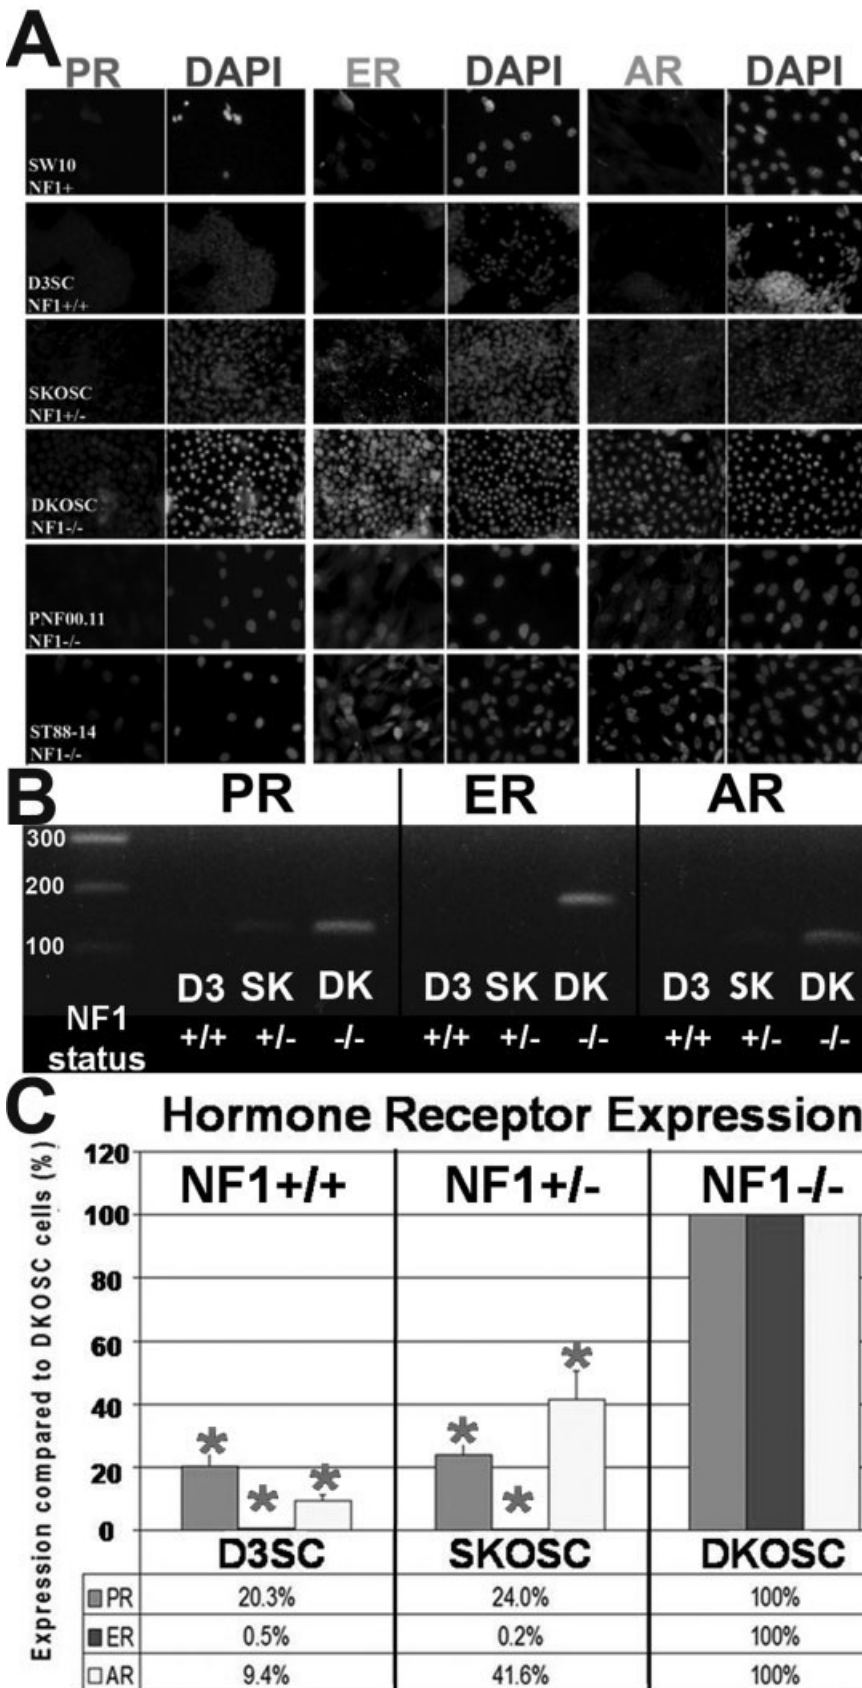 A
PR DAPI ER DAPI AR DAPI
SW10
NF1+
D3SC
NF1+/+
SKOSC
NF1+/-
DKOSC
NF1-/-
PNF00.11
NF1-/-
ST88-14
NF1-/-
B
PR ER AR
300
200
100
D3 SK DK D3 SK DK D3 SK DK
NF1
status
+/+ +/- -/- +/+ +/- -/- +/+ +/- -/-
C
Hormone Receptor Expression
Expression compared to DKOSC cells (%)
120
100
80
60
40
20
0
NF1+/+ NF1+/- NF1-/-
* * * * * *
D3SC SKOSC DKOSC
PR 20.3% 24.0% 100%
ER 0.5% 0.2% 100%
AR 9.4% 41.6% 100%